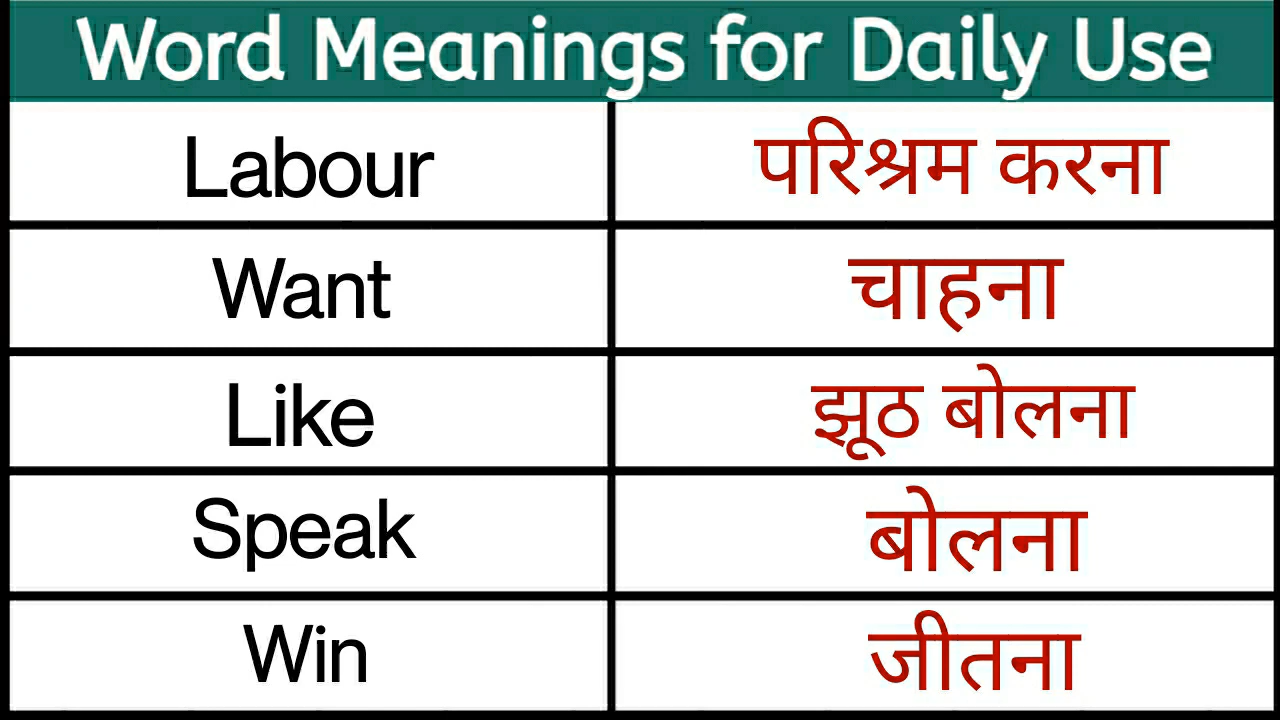 Word Meanings for Daily Use
Labour परिश्रम करना
Want चाहना
Like झूठ बोलना
Speak बोलना
Win जीतना